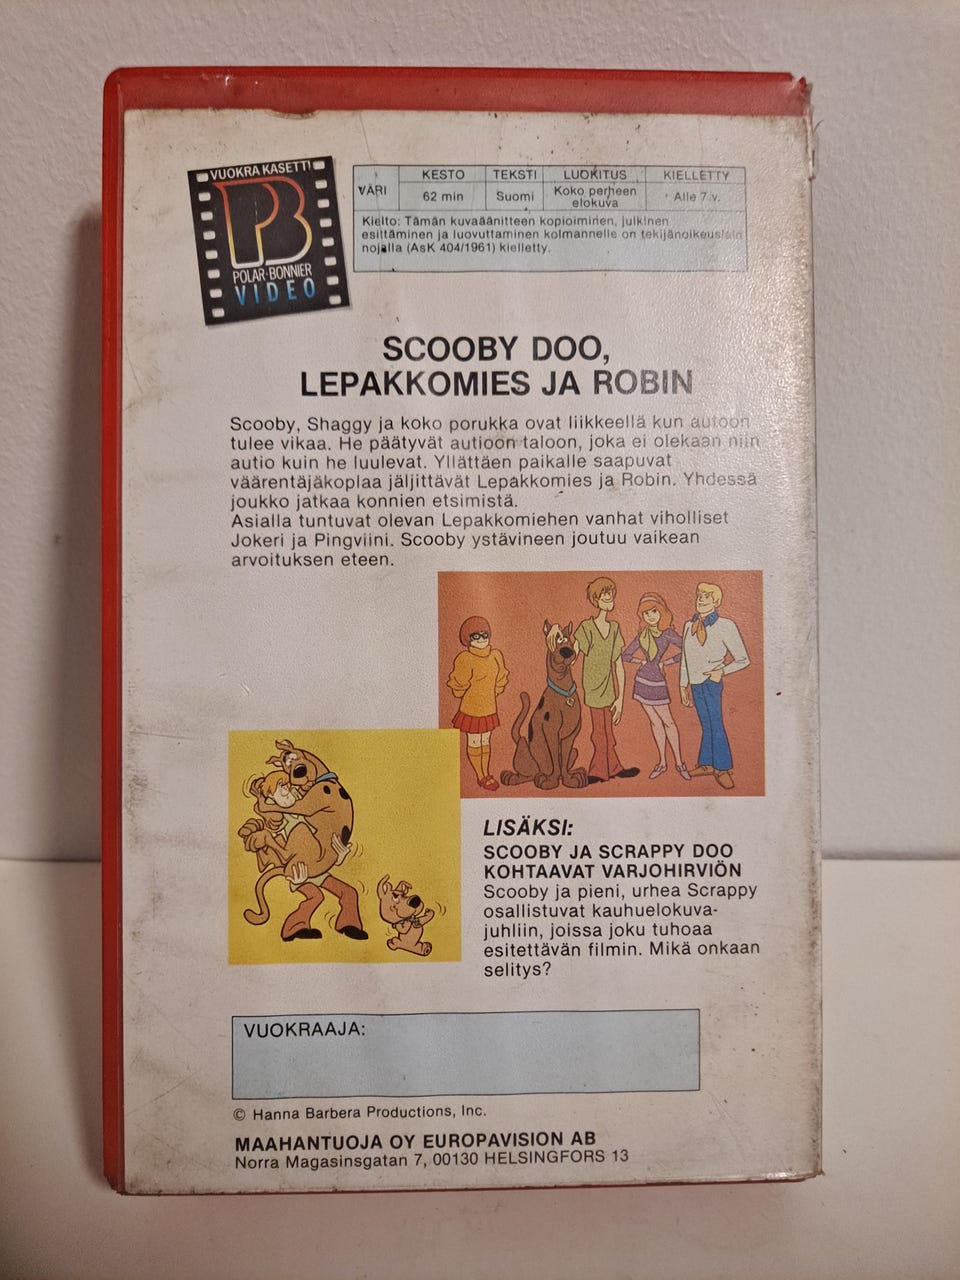 VUOKRA KASETTI
PB
POLAR-BONNIER
VIDEO
VÄRI
KESTO TEKSTI LUOKITUS KIELLETTY
62 min Suomi Koko perheen elokuva Alle 7 v.
Kielto: Tämän kuvaäänitteen kopioiminen, julkinen
esittäminen ja luovuttaminen kolmannelle on tekijänoikeuslain
nojalla (AsK 404/1961) kielletty.
SCOOBY DOO,
LEPAKKOMIES JA ROBIN
Scooby, Shaggy ja koko porukka ovat liikkeellä kun autoon
tulee vikaa. He päätyvät autioon taloon, joka ei olekaan niin
autio kuin he luulevat. Yllättäen paikalle saapuvat
väärentäjäkoplaa jäljittävät Lepakkomies ja Robin. Yhdessä
joukko jatkaa konnien etsimistä.
Asialla tuntuvat olevan Lepakkomiehen vanhat viholliset
Jokeri ja Pingviini. Scooby ystävineen joutuu vaikean
arvoituksen eteen.
LISÄKSI:
SCOOBY JA SCRAPPY DOO
KOHTAAVAT VARJOHIRVIÖN
Scooby ja pieni, urhea Scrappy
osallistuvat kauhuelokuva-
juhliin, joissa joku tuhoaa
esitettävän filmin. Mikä onkaan
selitys?
VUOKRAAJA:
© Hanna Barbera Productions, Inc.
MAAHANTUOJA OY EUROPAVISION AB
Norra Magasinsgatan 7, 00130 HELSINGFORS 13